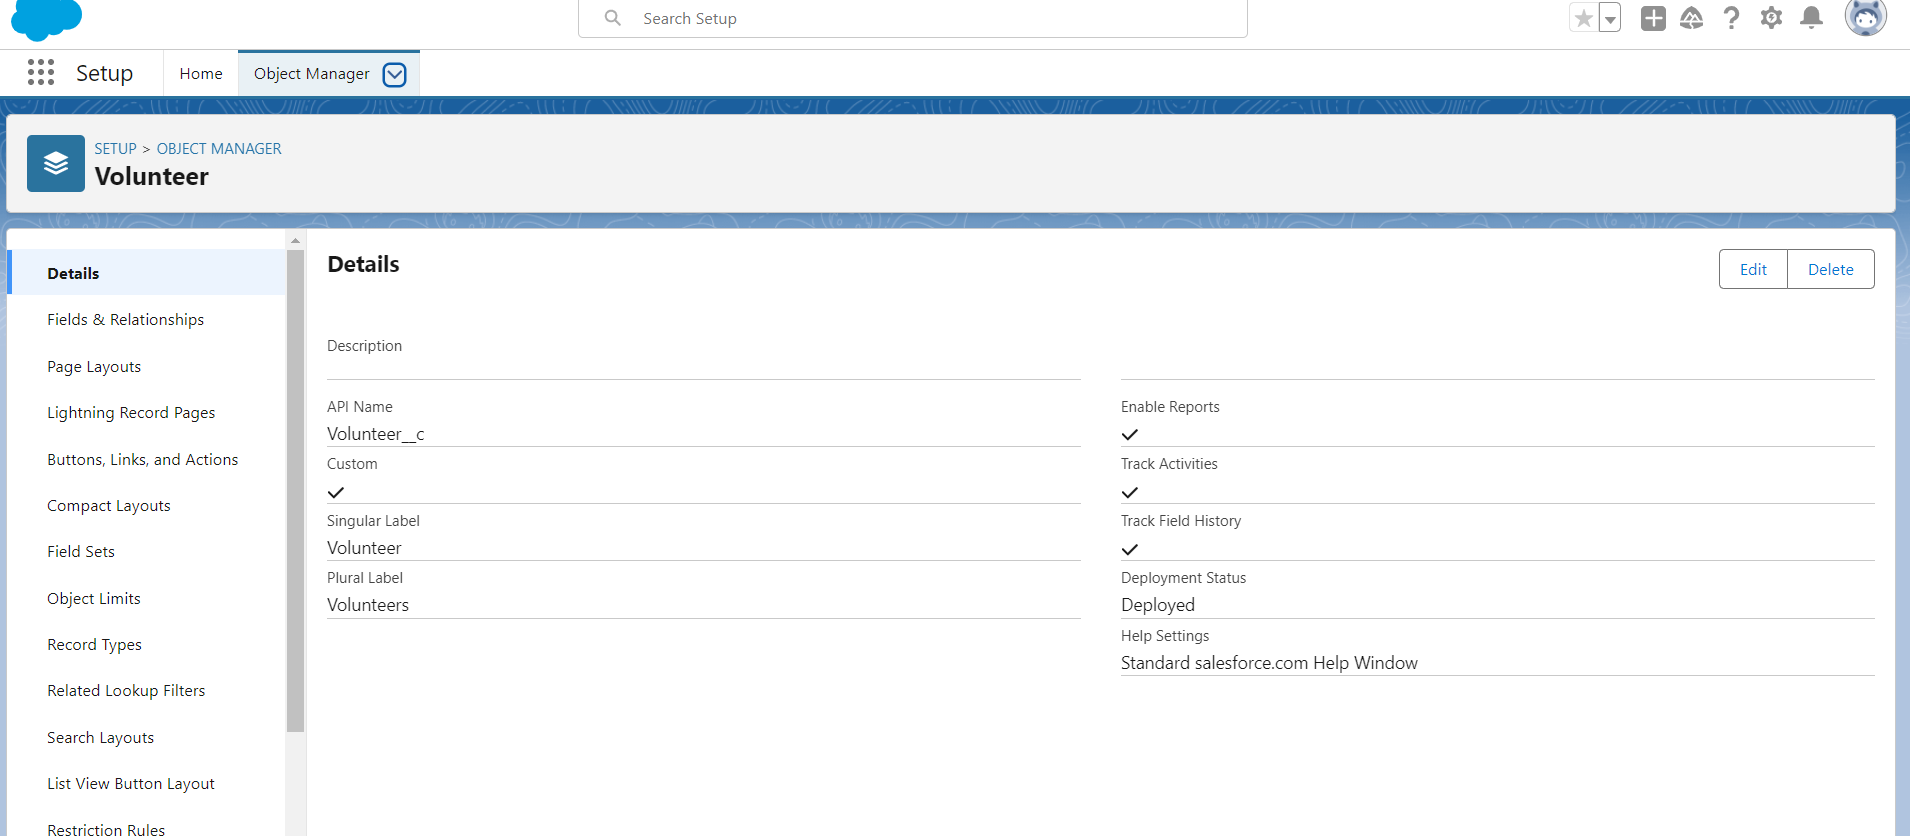 Search Setup
Setup
Home
Object Manager
SETUP > OBJECT MANAGER
Volunteer
Details
Fields & Relationships
Page Layouts
Lightning Record Pages
Buttons, Links, and Actions
Compact Layouts
Field Sets
Object Limits
Record Types
Related Lookup Filters
Search Layouts
List View Button Layout
Restriction Rules
Details
Edit
Delete
Description
API Name
Volunteer__c
Custom
Singular Label
Volunteer
Plural Label
Volunteers
Enable Reports
Track Activities
Track Field History
Deployment Status
Deployed
Help Settings
Standard salesforce.com Help Window